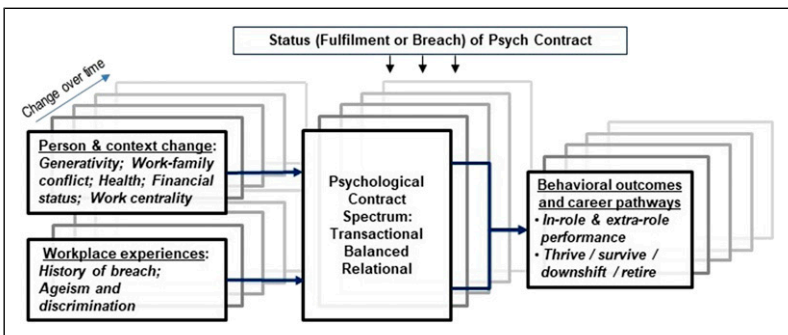 Status (Fulfilment or Breach) of Psych Contract
Change over time
Person & context change:
Generativity; Work-family
conflict; Health; Financial
status; Work centrality
Workplace experiences:
History of breach;
Ageism and
discrimination
Psychological
Contract
Spectrum:
Transactional
Balanced
Relational
Behavioral outcomes
and career pathways
• In-role & extra-role
performance
• Thrive / survive /
downshift / retire